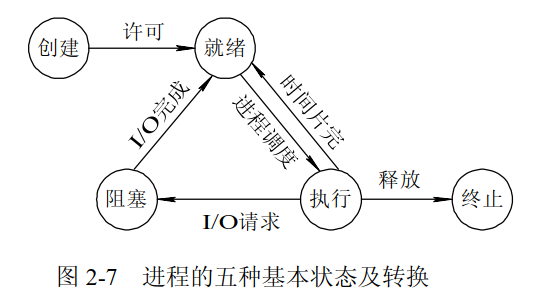 创建
许可
就绪
I/O完成
进程调度
时间片完
阻塞
I/O请求
执行
释放
终止
图 2-7 进程的五种基本状态及转换